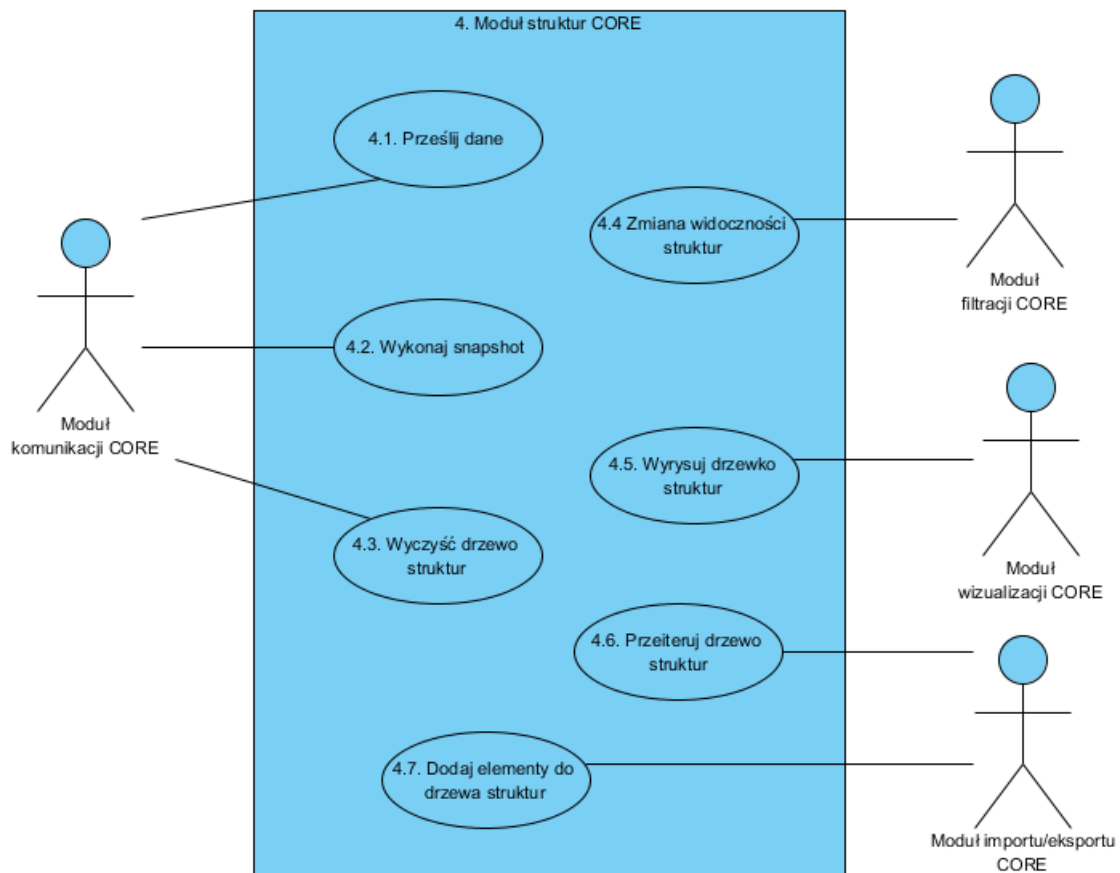 4. Moduł struktur CORE
4.1. Prześlij dane
4.4 Zmiana widoczności
struktur
Moduł
filtracji CORE
4.2. Wykonaj snapshot
Moduł
komunikacji CORE
4.5. Wyrysuj drzewko
struktur
4.3. Wyczyść drzewo
struktur
Moduł
wizualizacji CORE
4.6. Przeiteruj drzewo
struktur
4.7. Dodaj elementy do
drzewa struktur
Moduł importu/eksportu
CORE